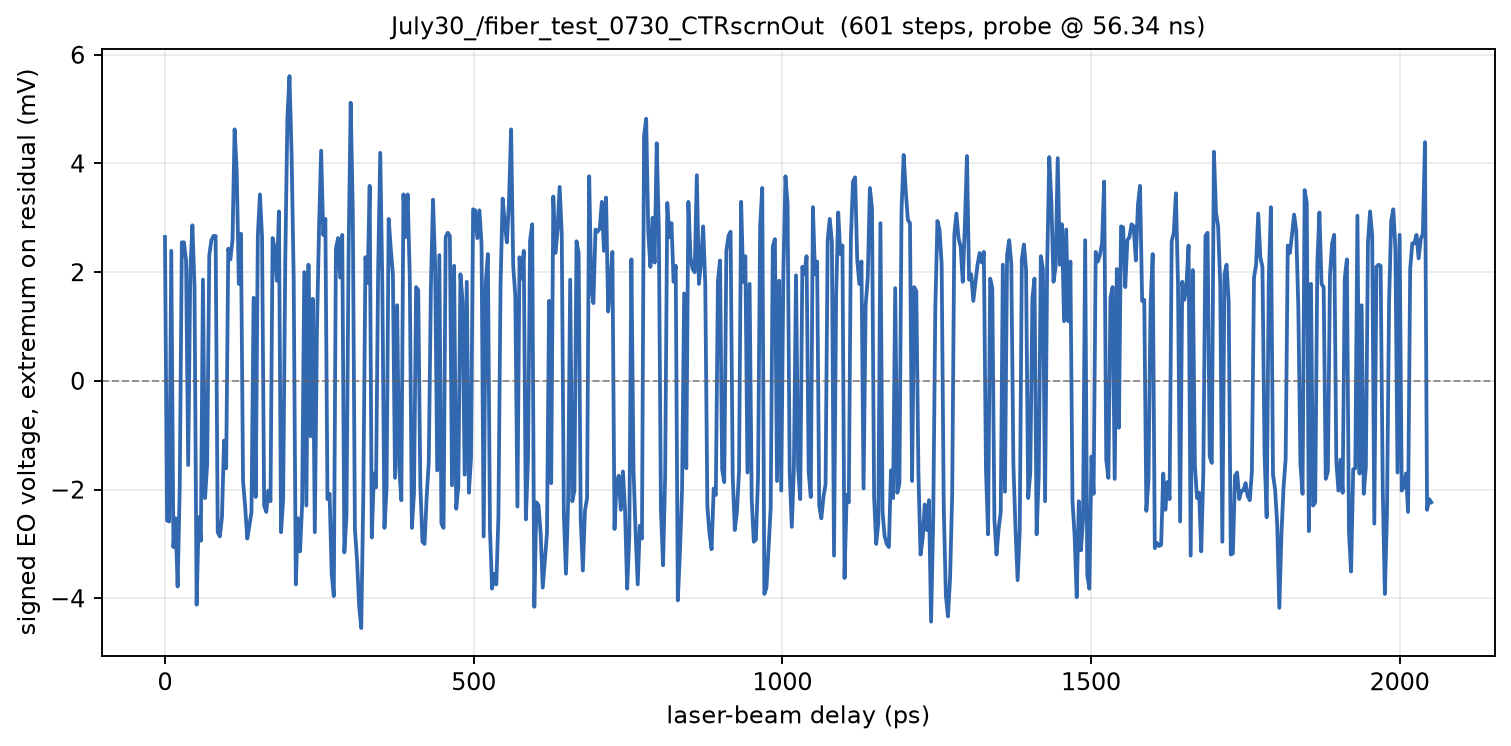 July30_/fiber_test_0730_CTRscrnOut (601 steps, probe @ 56.34 ns)
signed EO voltage, extremum on residual (mV)
6
4
2
0
−2
−4
0 500 1000 1500 2000
laser-beam delay (ps)